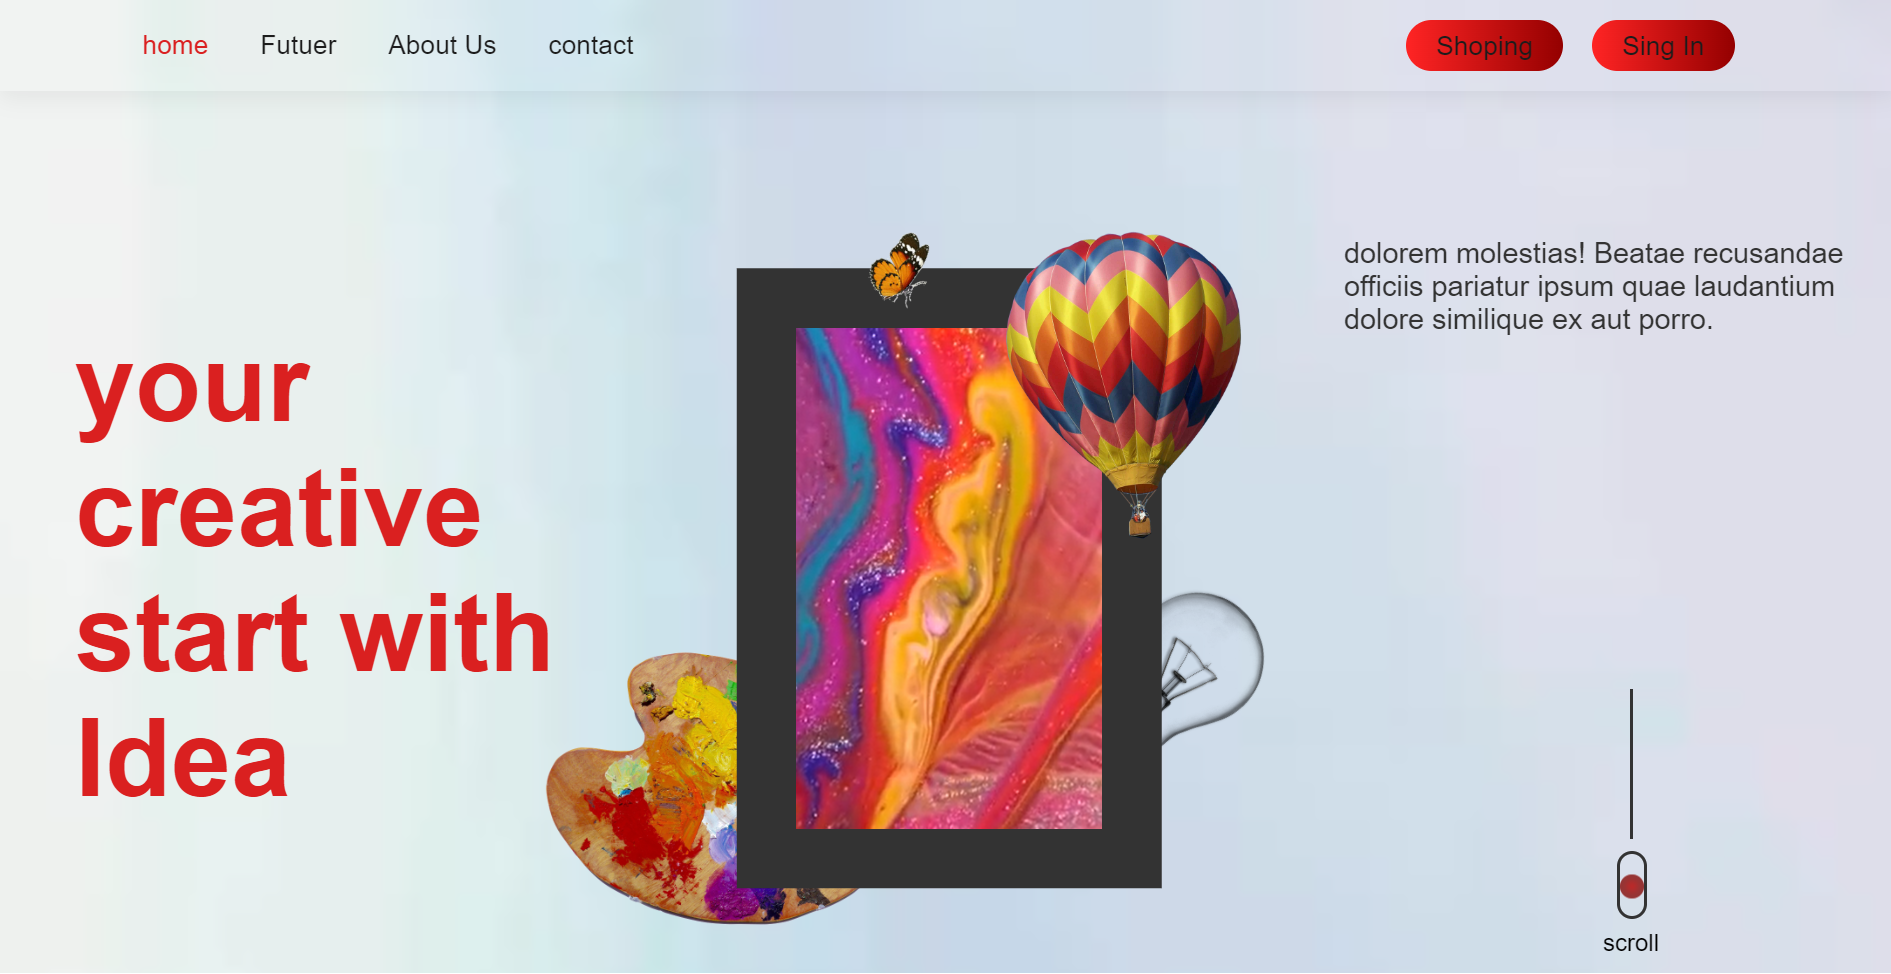 home Futuer About Us contact Shoping Sing In
your
creative
start with
Idea
dolorem molestias! Beatae recusandae
officiis pariatur ipsum quae laudantium
dolore similique ex aut porro.
scroll